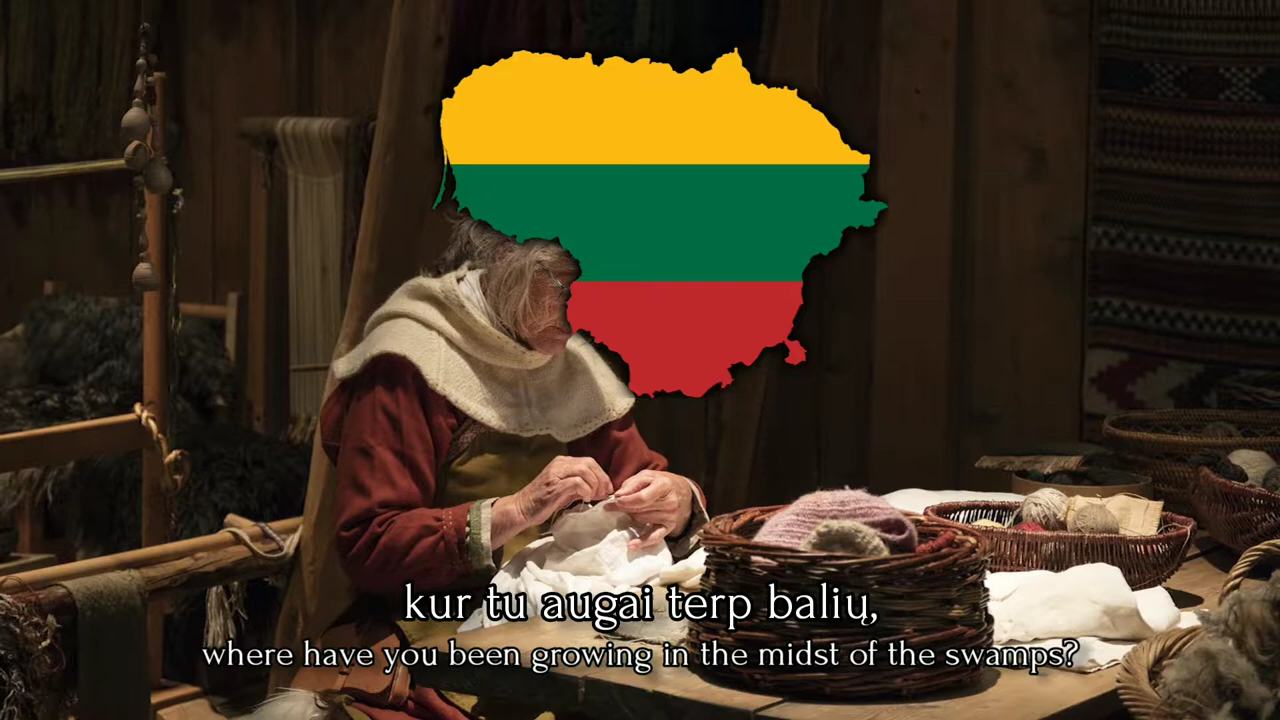 kur tu augai terp balių,
where have you been growing in the midst of the swamps?